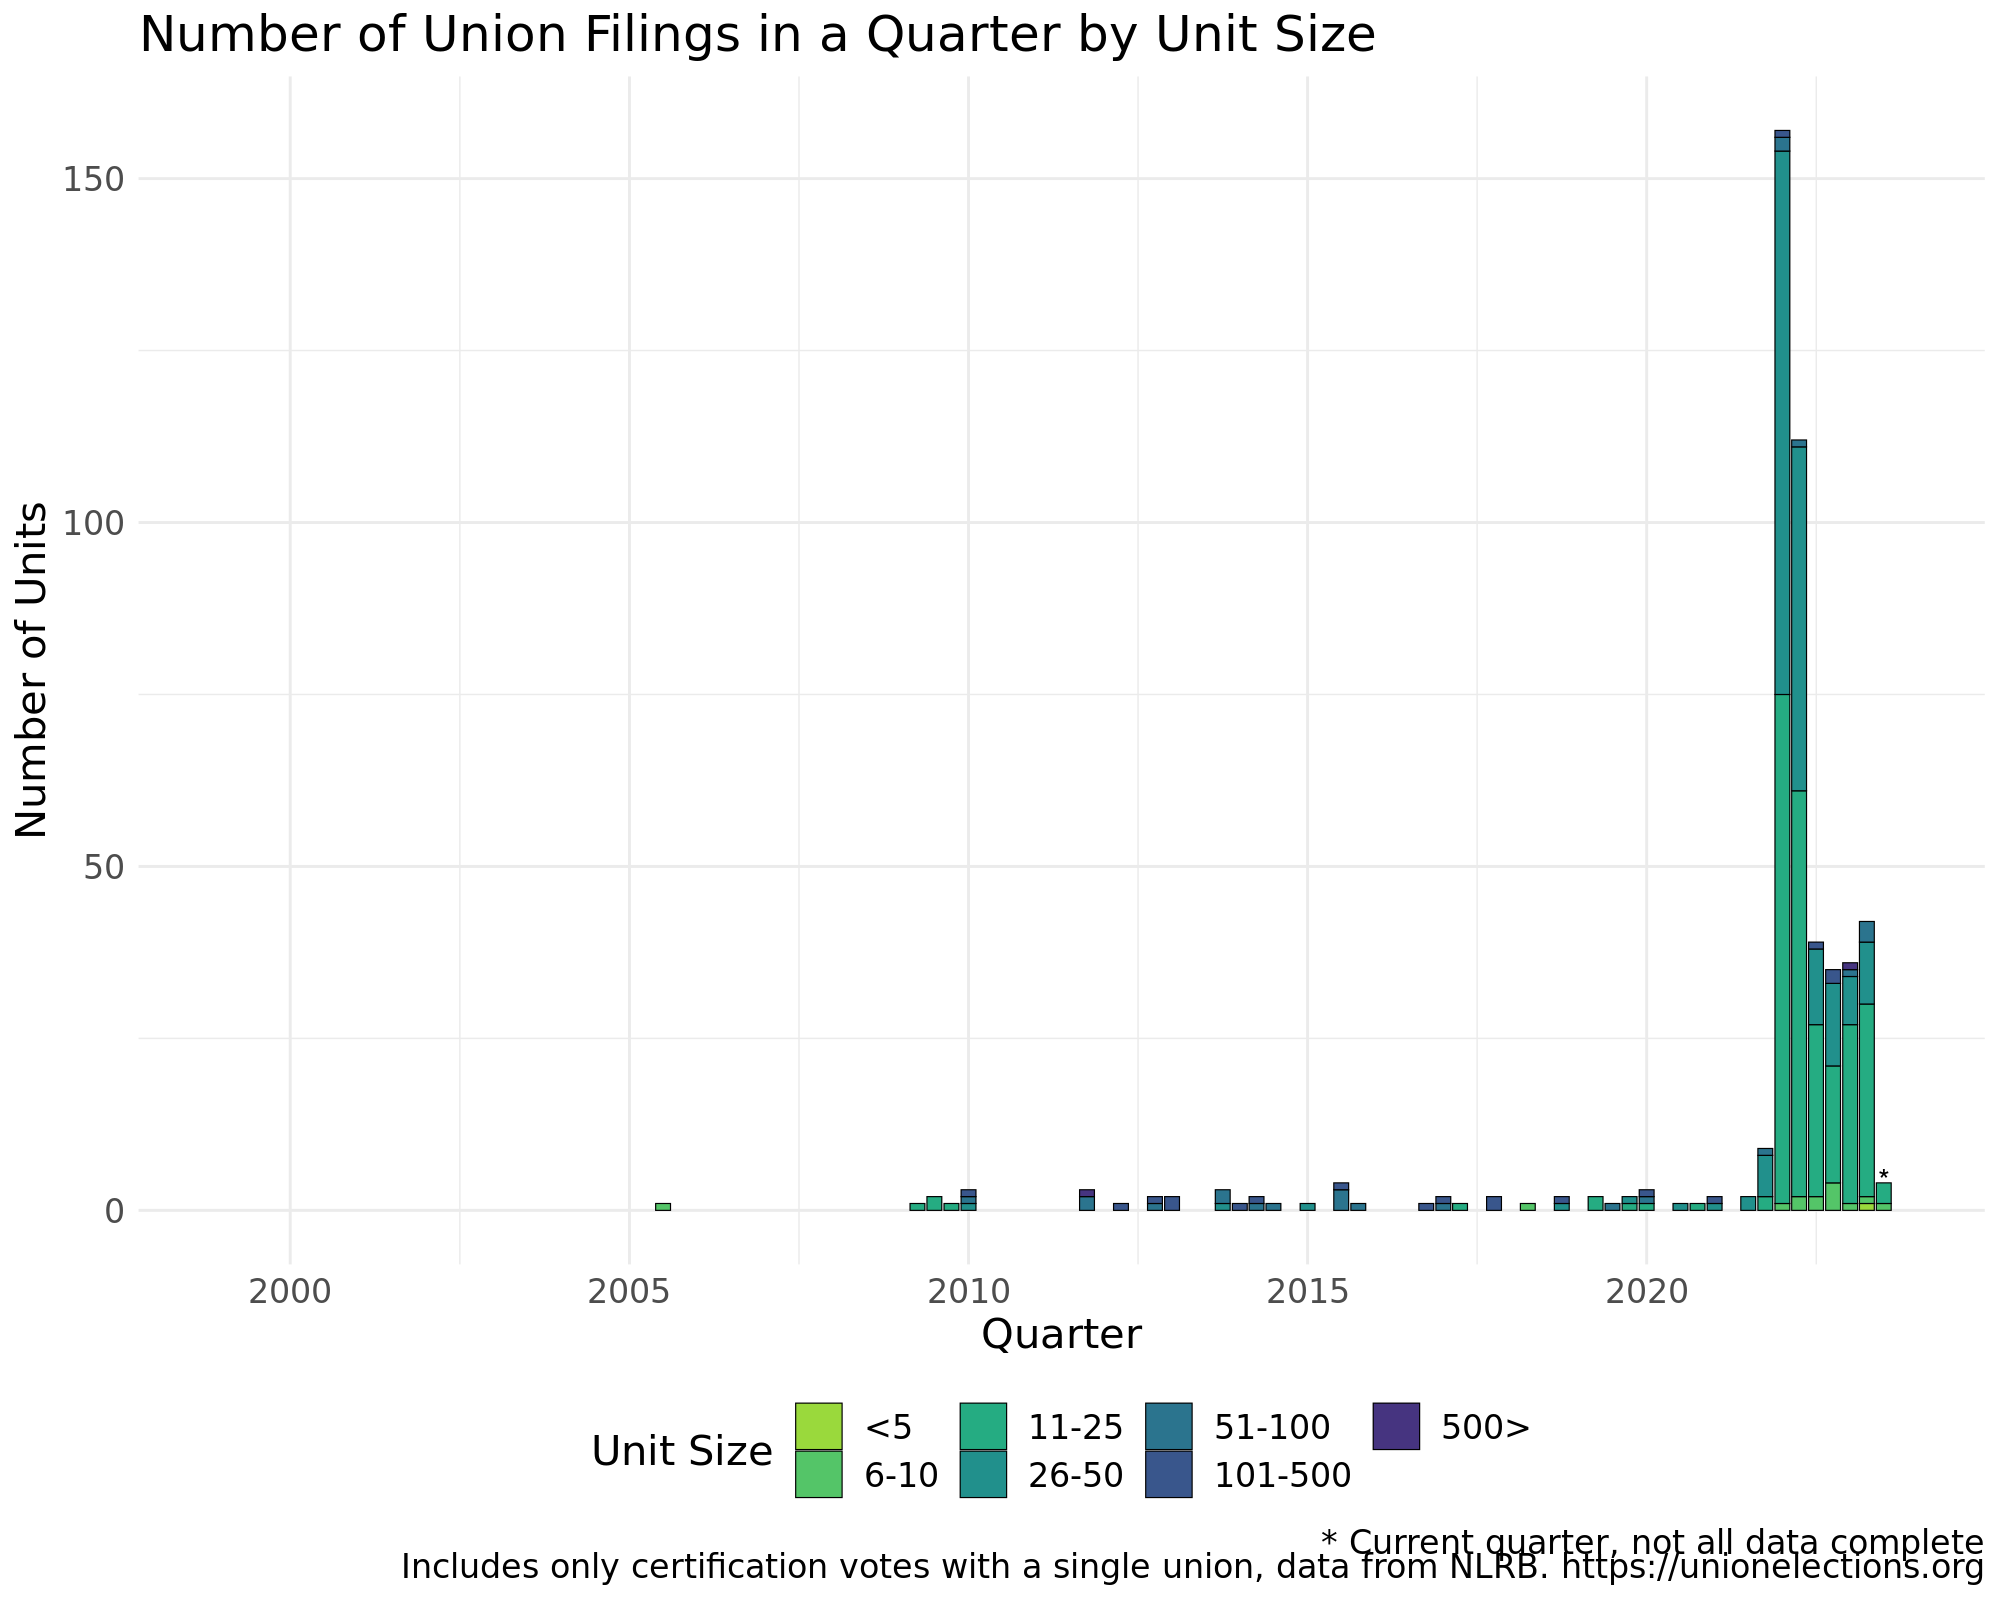 Number of Union Filings in a Quarter by Unit Size
Number of Units
150
100
50
0
*
2000 2005 2010 2015 2020
Quarter
Unit Size
<5 11-25 51-100 500>
6-10 26-50 101-500
* Current quarter, not all data complete
Includes only certification votes with a single union, data from NLRB. https://unionelections.org